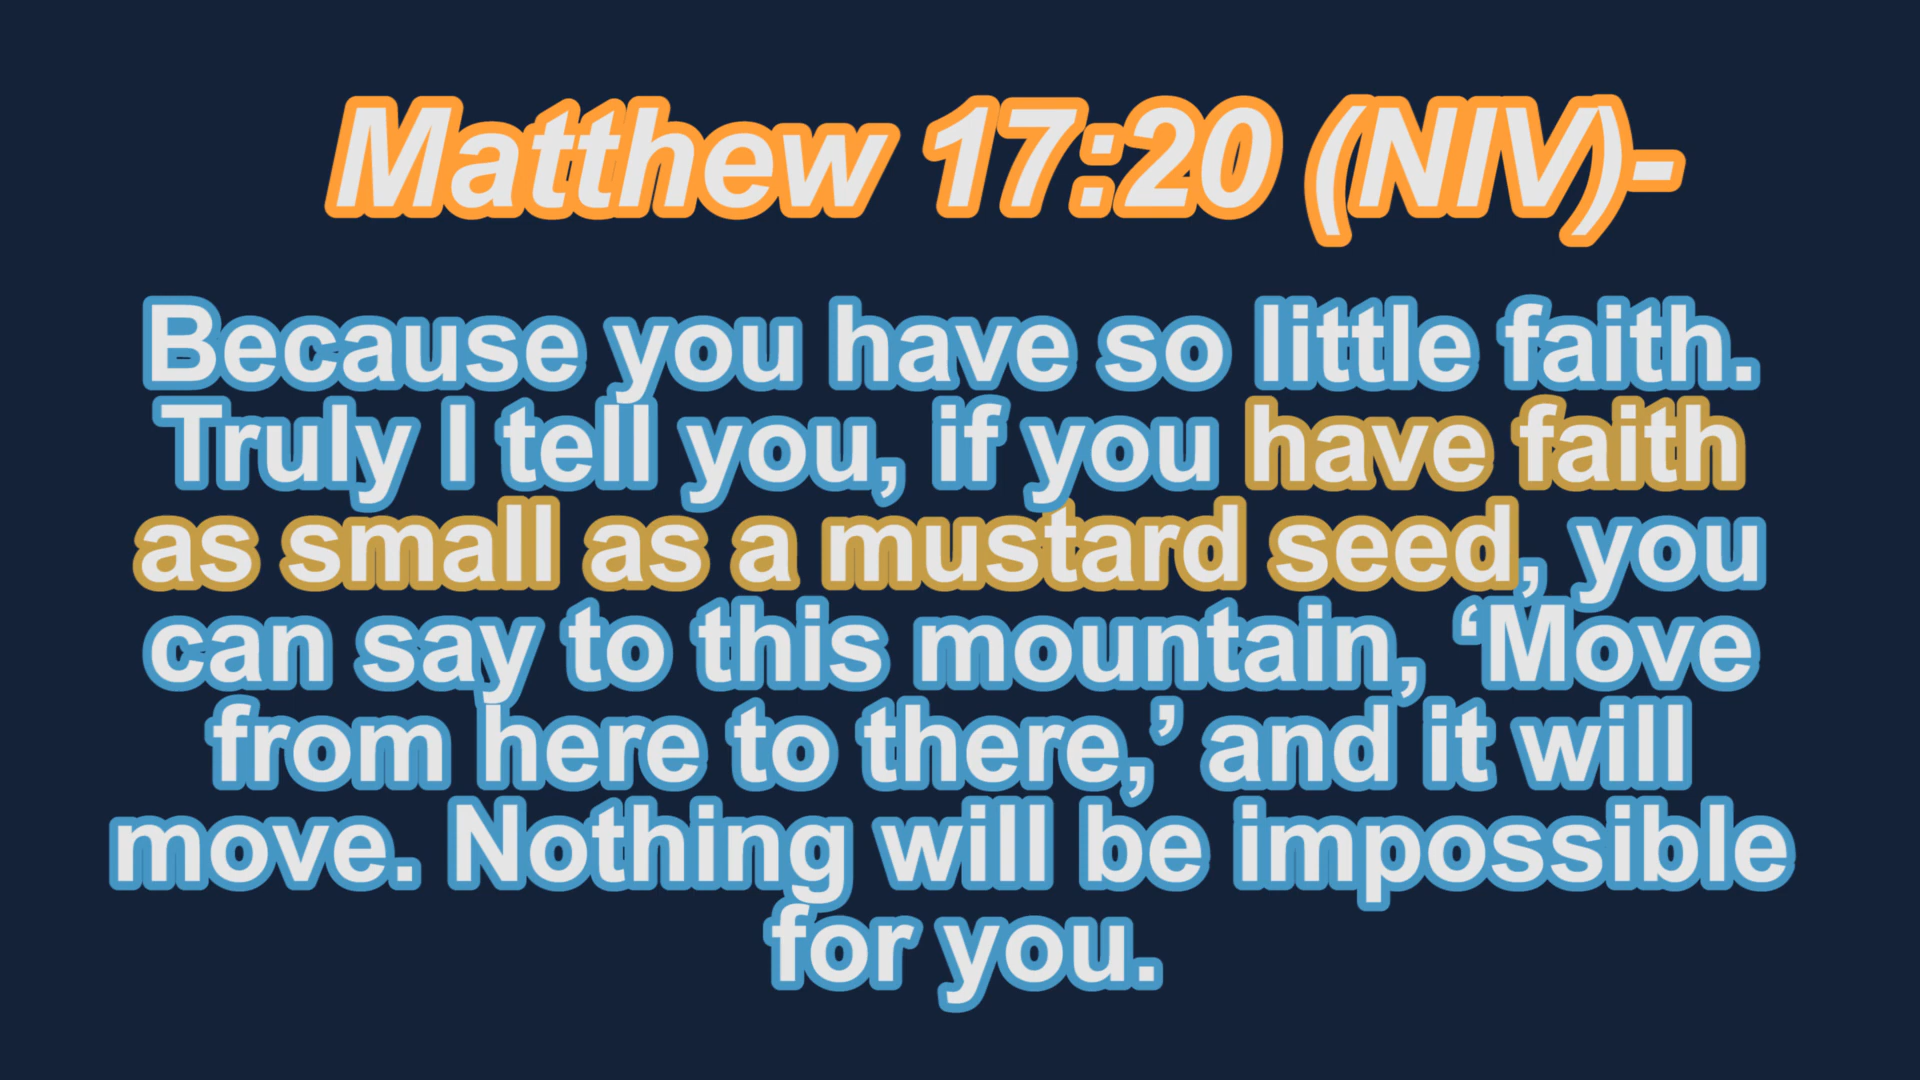 Matthew 17:20 (NIV)-
Because you have so little faith.
Truly I tell you, if you have faith
as small as a mustard seed, you
can say to this mountain, ‘Move
from here to there,’ and it will
move. Nothing will be impossible
for you.